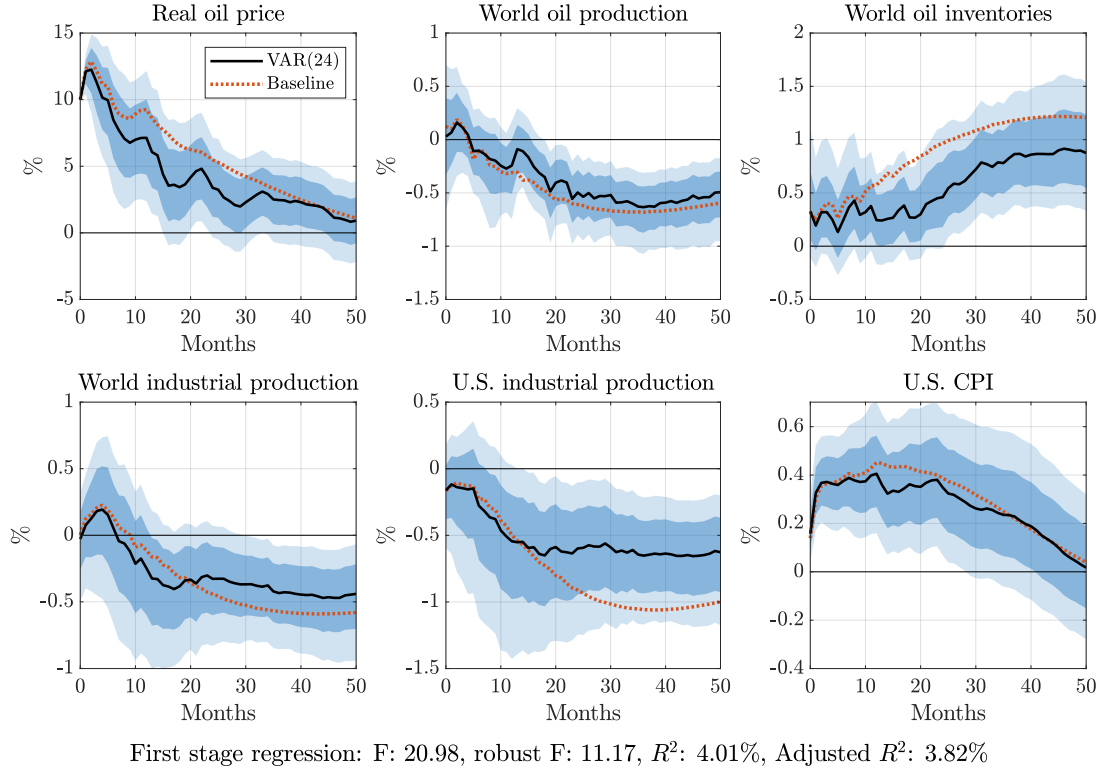 Real oil price
World oil production
World oil inventories
VAR(24)
Baseline
%
15
10
5
0
-5
0 10 20 30 40 50
Months
%
1
0.5
0
-0.5
-1
-1.5
0 10 20 30 40 50
Months
%
2
1.5
1
0.5
0
-0.5
0 10 20 30 40 50
Months
World industrial production
U.S. industrial production
U.S. CPI
%
1
0.5
0
-0.5
-1
0 10 20 30 40 50
Months
%
0.5
0
-0.5
-1
-1.5
0 10 20 30 40 50
Months
%
0.6
0.4
0.2
0
-0.2
-0.4
0 10 20 30 40 50
Months
First stage regression: F: 20.98, robust F: 11.17, R²: 4.01%, Adjusted R²: 3.82%